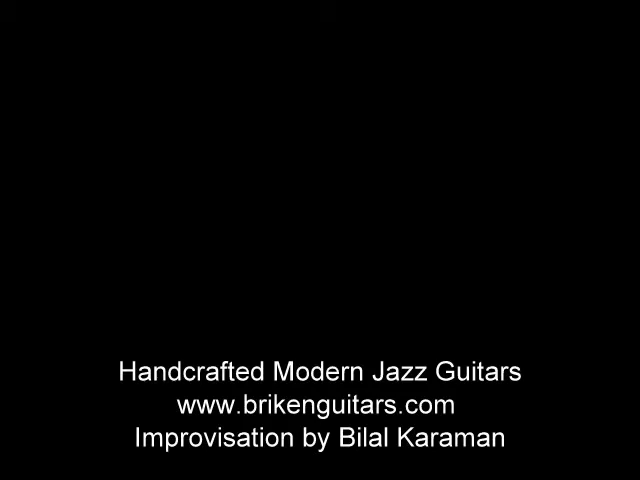 Handcrafted Modern Jazz Guitars
www.brikenguitars.com
Improvisation by Bilal Karaman